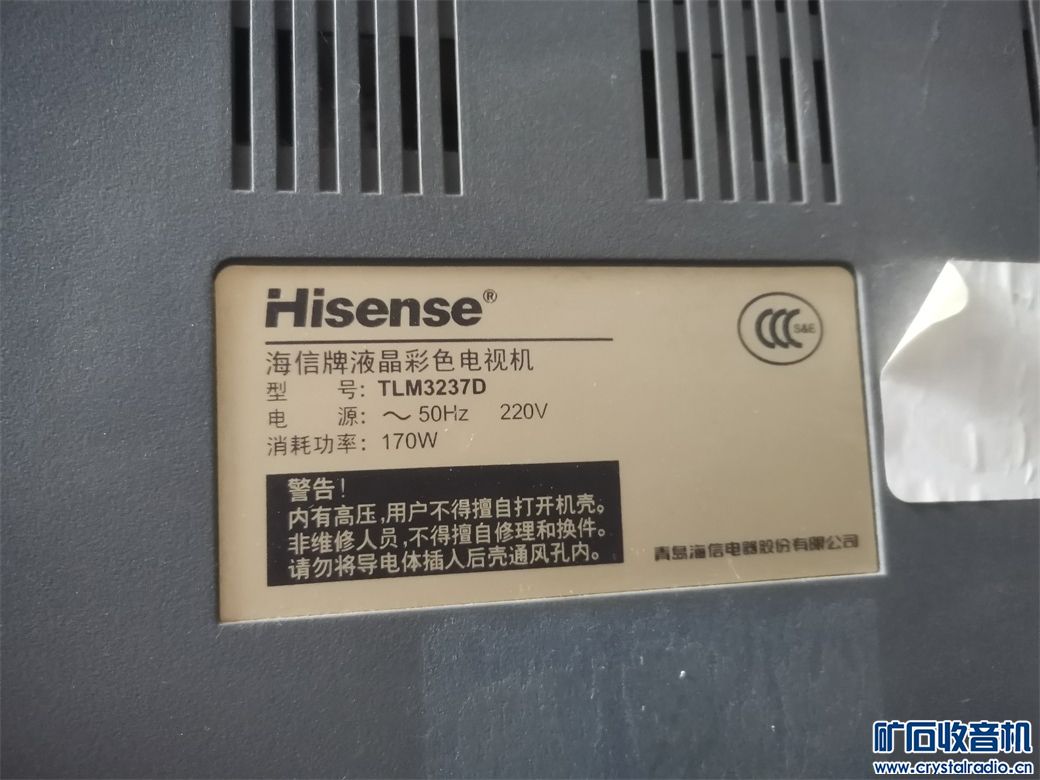 Hisense®
海信牌液晶彩色电视机
型 号: TLM3237D
电 源: ～ 50Hz 220V
消耗功率: 170W
CCC S&E
警告!
内有高压,用户不得擅自打开机壳。
非维修人员,不得擅自修理和换件。
请勿将导电体插入后壳通风孔内。
青岛海信电器股份有限公司
矿石收音机
www.crystalradio.cn